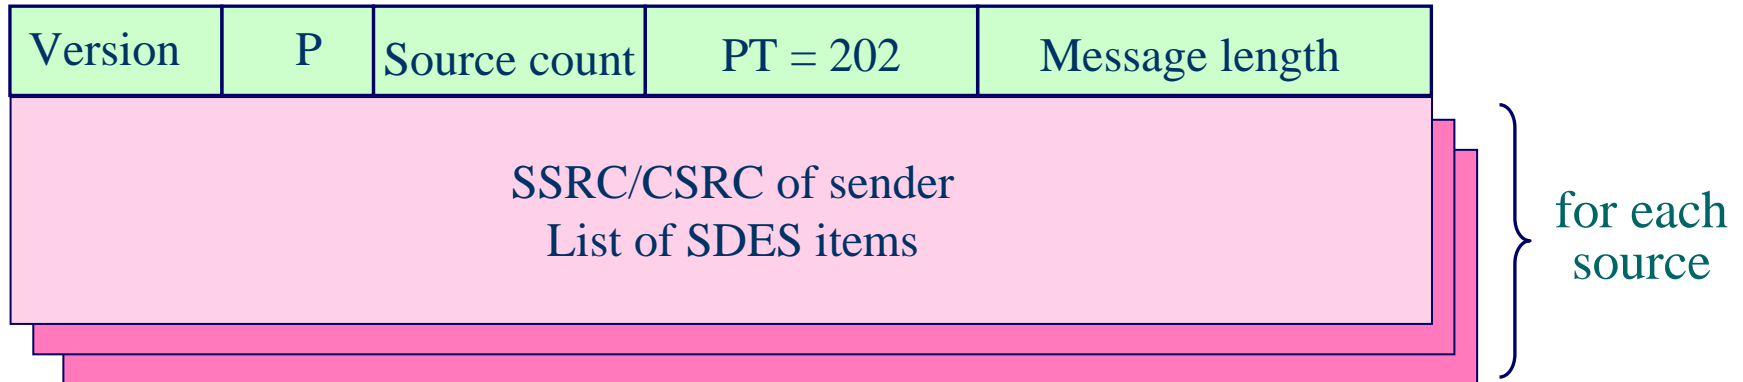 Version P Source count PT = 202 Message length
SSRC/CSRC of sender
List of SDES items
for each
source